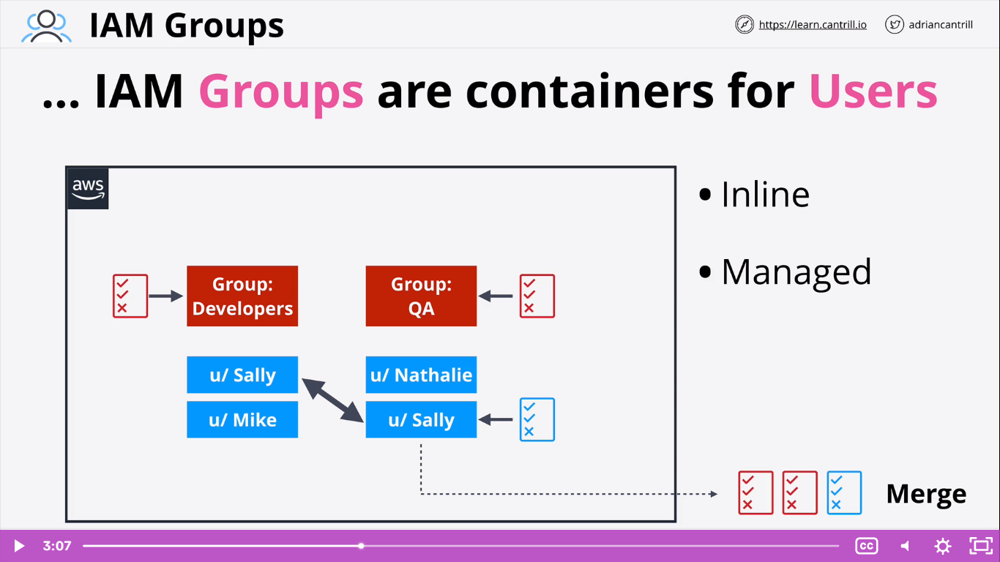 IAM Groups
https://learn.cantrill.io
adriancantrill
... IAM Groups are containers for Users
aws
• Inline
• Managed
Group:
Developers
Group:
QA
u/ Sally
u/ Nathalie
u/ Mike
u/ Sally
Merge
3:07
CC